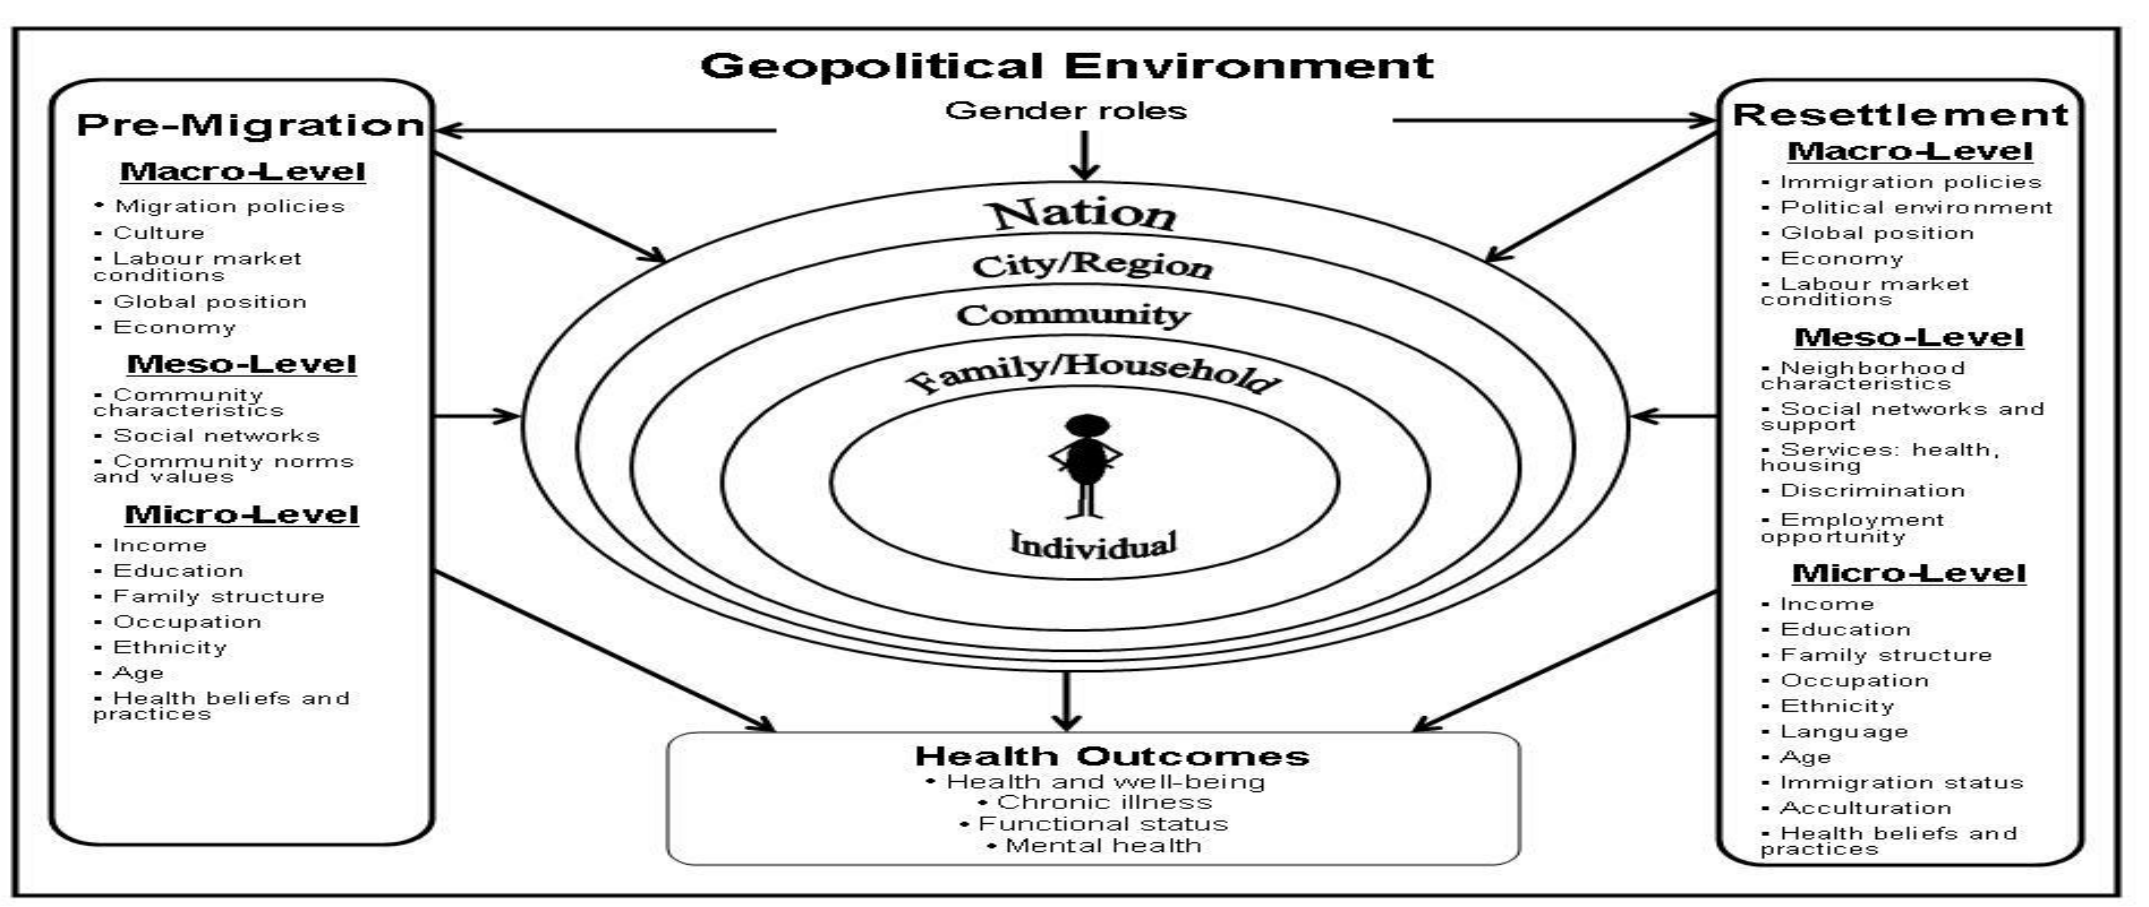 Geopolitical Environment
Gender roles
Pre-Migration
Macro-Level
• Migration policies
- Culture
- Labour market
conditions
- Global position
- Economy
Meso-Level
- Community
characteristics
- Social networks
- Community norms
and values
Micro-Level
- Income
- Education
- Family structure
- Occupation
- Ethnicity
- Age
- Health beliefs and
practices
Nation
City/Region
Community
Family/Household
Individual
Health Outcomes
• Health and well-being
• Chronic illness
• Functional status
• Mental health
Resettlement
Macro-Level
- Immigration policies
- Political environment
- Global position
- Economy
- Labour market
conditions
Meso-Level
- Neighborhood
characteristics
- Social networks and
support
- Services: health,
housing
- Discrimination
- Employment
opportunity
Micro-Level
- Income
- Education
- Family structure
- Occupation
- Ethnicity
- Language
- Age
- Immigration status
- Acculturation
- Health beliefs and
practices